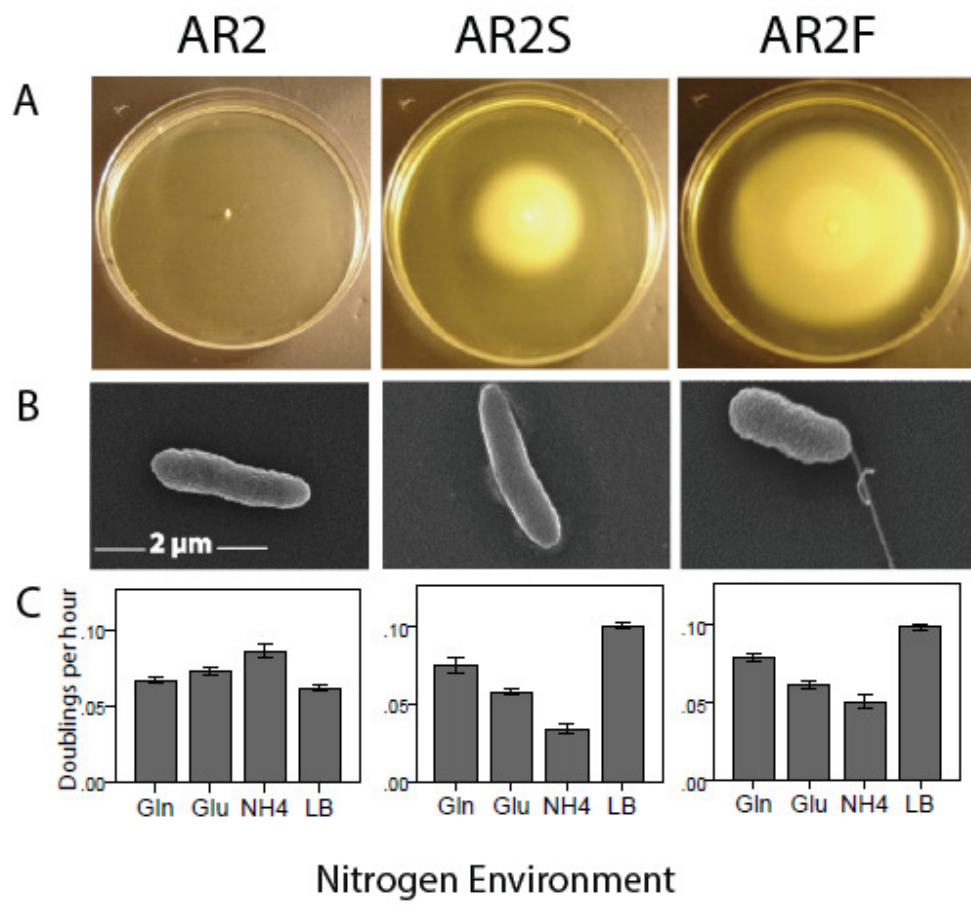 AR2 AR2S AR2F
A
B
2 μm
C
Doublings per hour
.10
.05
.00
Gln Glu NH4 LB
.10
.05
.00
Gln Glu NH4 LB
.10
.05
.00
Gln Glu NH4 LB
Nitrogen Environment